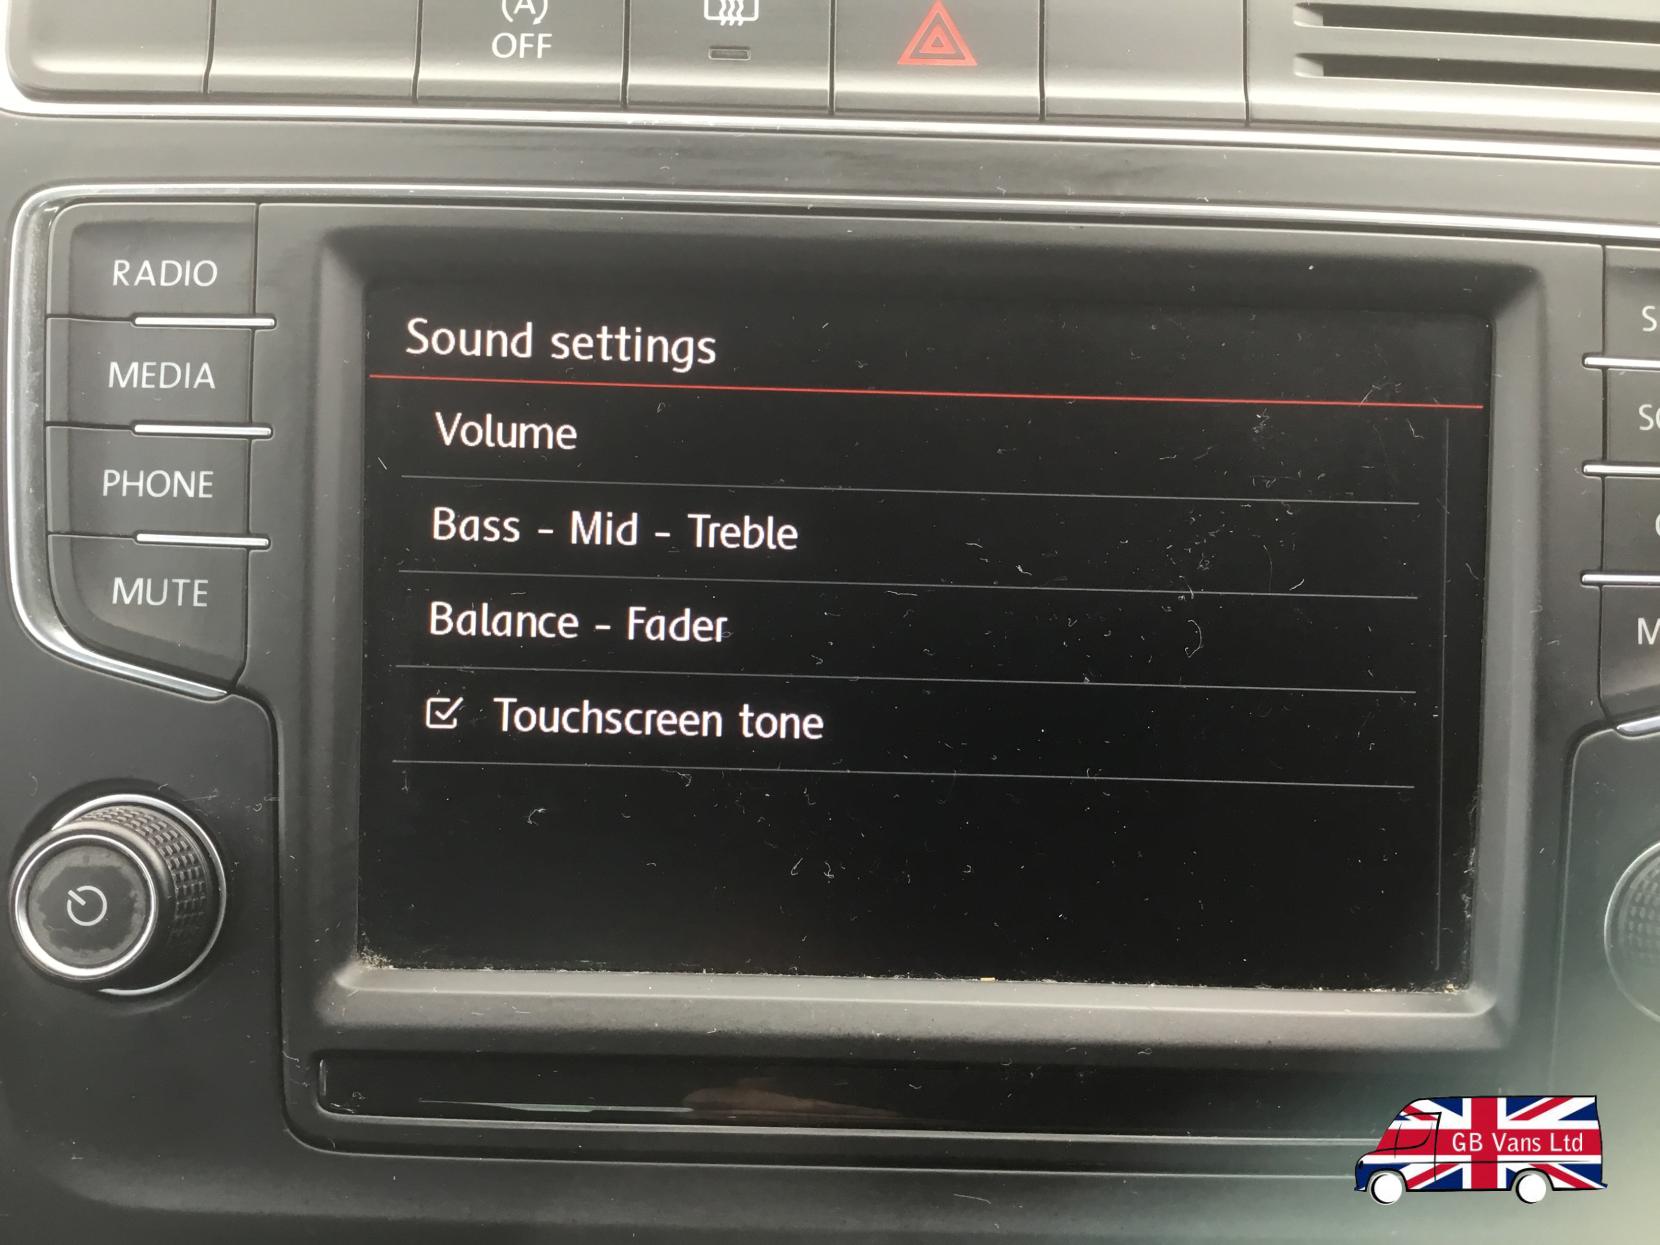 (A)
OFF
RADIO
MEDIA
PHONE
MUTE
Sound settings
Volume
Bass - Mid - Treble
Balance - Fader
Touchscreen tone
GB Vans Ltd